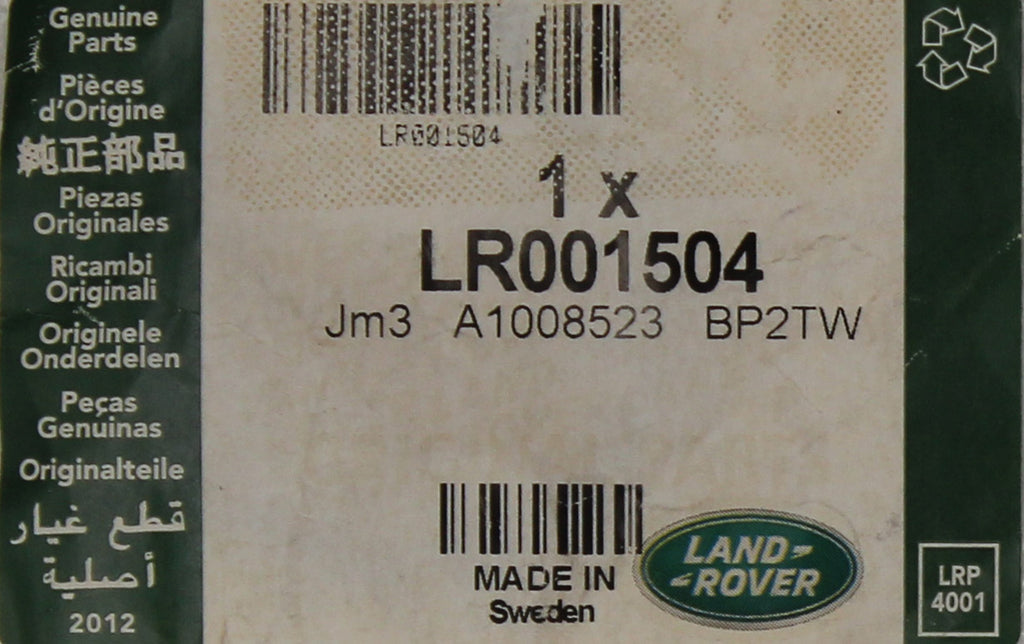 Genuine
Parts
Pièces
d'Origine
純正部品
Piezas
Originales
Ricambi
Originali
Originele
Onderdelen
Peças
Genuinas
Originalteile
قطع غيار
أصلية
2012
LR001504
1 x
LR001504
Jm3 A1008523 BP2TW
MADE IN
Sweden
LAND
ROVER
LRP
4001